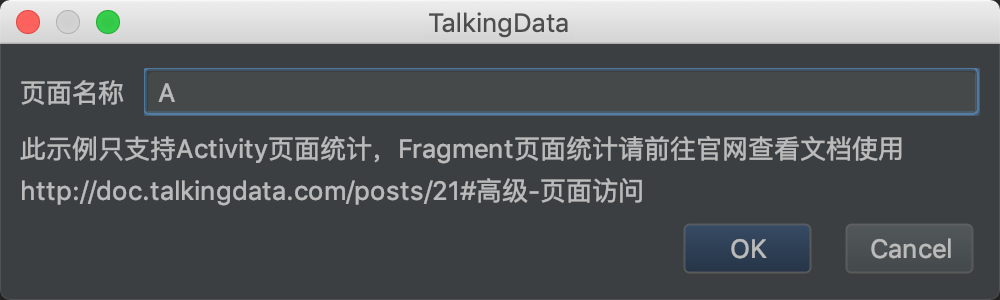 TalkingData
页面名称 A
此示例只支持Activity页面统计，Fragment页面统计请前往官网查看文档使用
http://doc.talkingdata.com/posts/21#高级-页面访问
OK Cancel